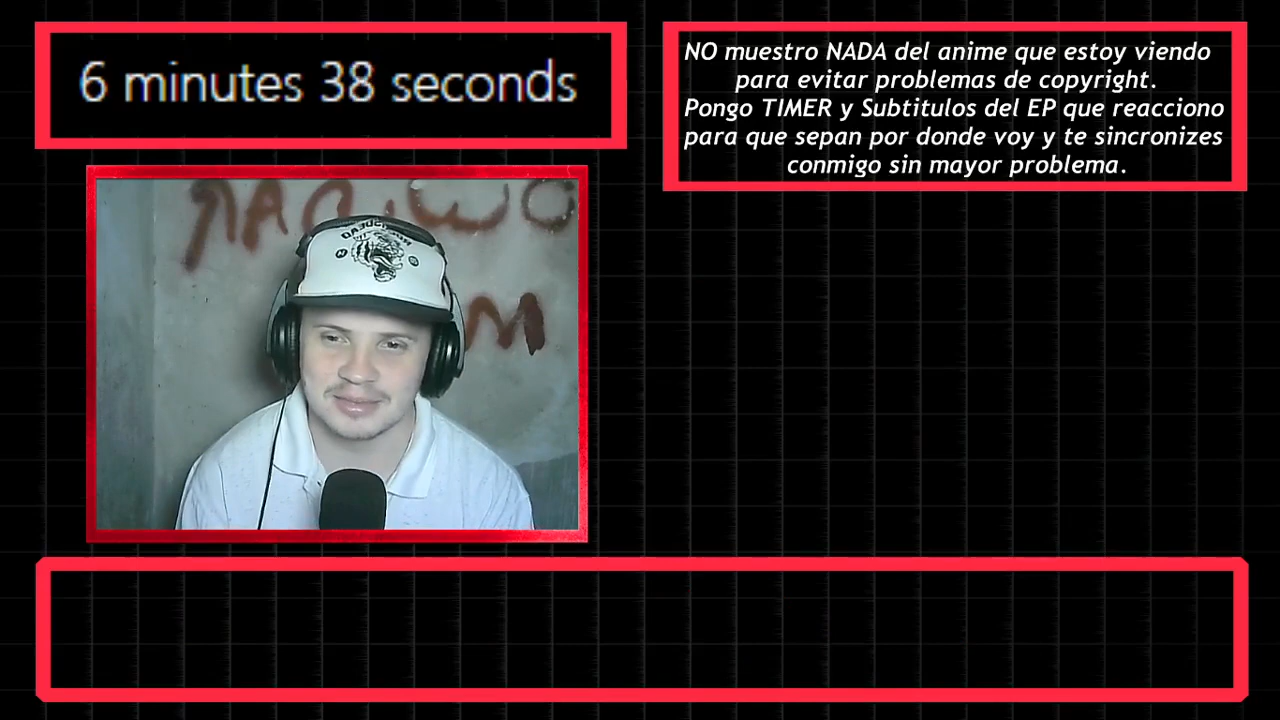 6 minutes 38 seconds
NO muestro NADA del anime que estoy viendo
para evitar problemas de copyright.
Pongo TIMER y Subtitulos del EP que reacciono
para que sepan por donde voy y te sincronizes
conmigo sin mayor problema.